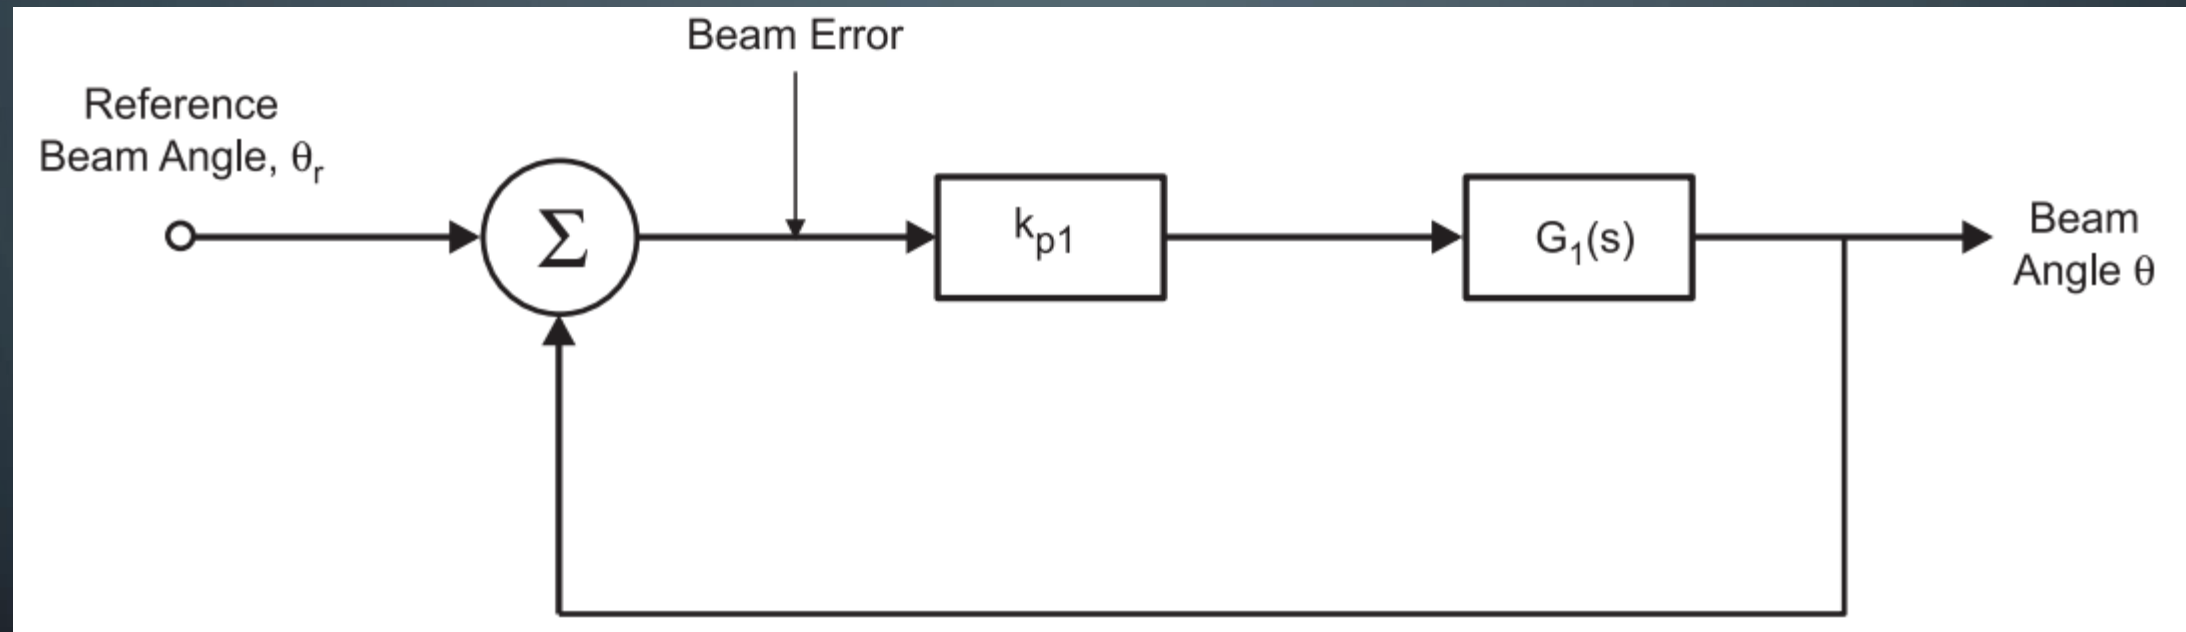 Beam Error
Reference
Beam Angle, θr
Σ
kp1
G1(s)
Beam
Angle θ